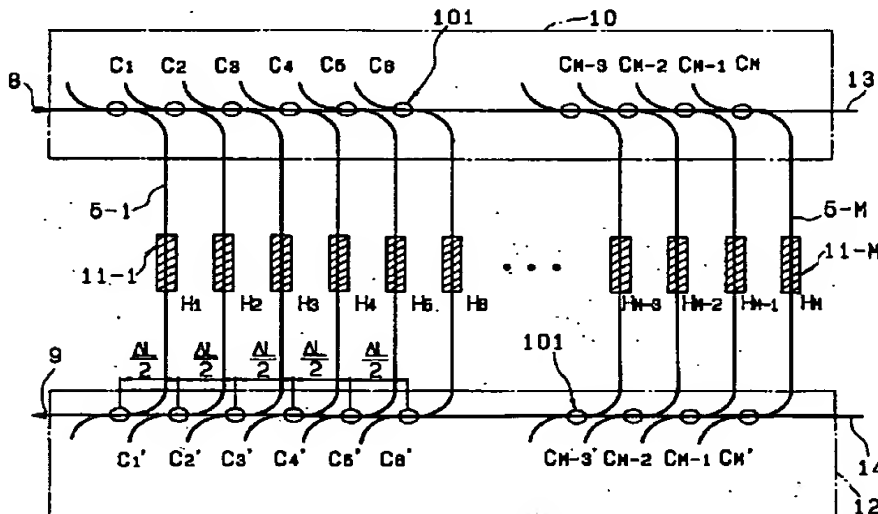 101 10
C1 C2 C3 C4 C5 C6 CM-3 CM-2 CM-1 CM
8 13
5-1 5-M
11-1 11-M
H1 H2 H3 H4 H5 H6 HM-3 HM-2 HM-1 HM
ΔL/2 ΔL/2 ΔL/2 ΔL/2 ΔL/2
9 101
C1' C2' C3' C4' C5' C6' CM-3' CM-2 CM-1 CM'
14
12